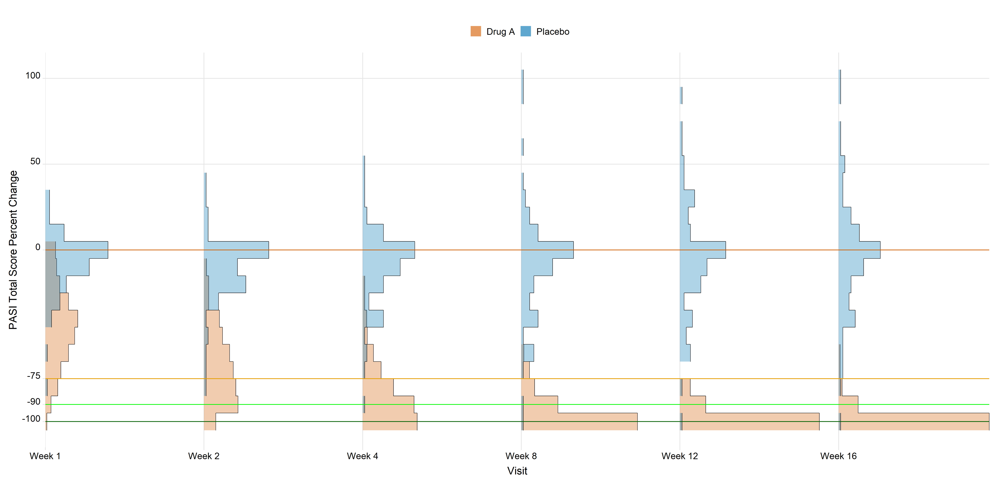 Drug A Placebo
PASI Total Score Percent Change
100
50
0
-75
-90
-100
Week 1 Week 2 Week 4 Week 8 Week 12 Week 16
Visit